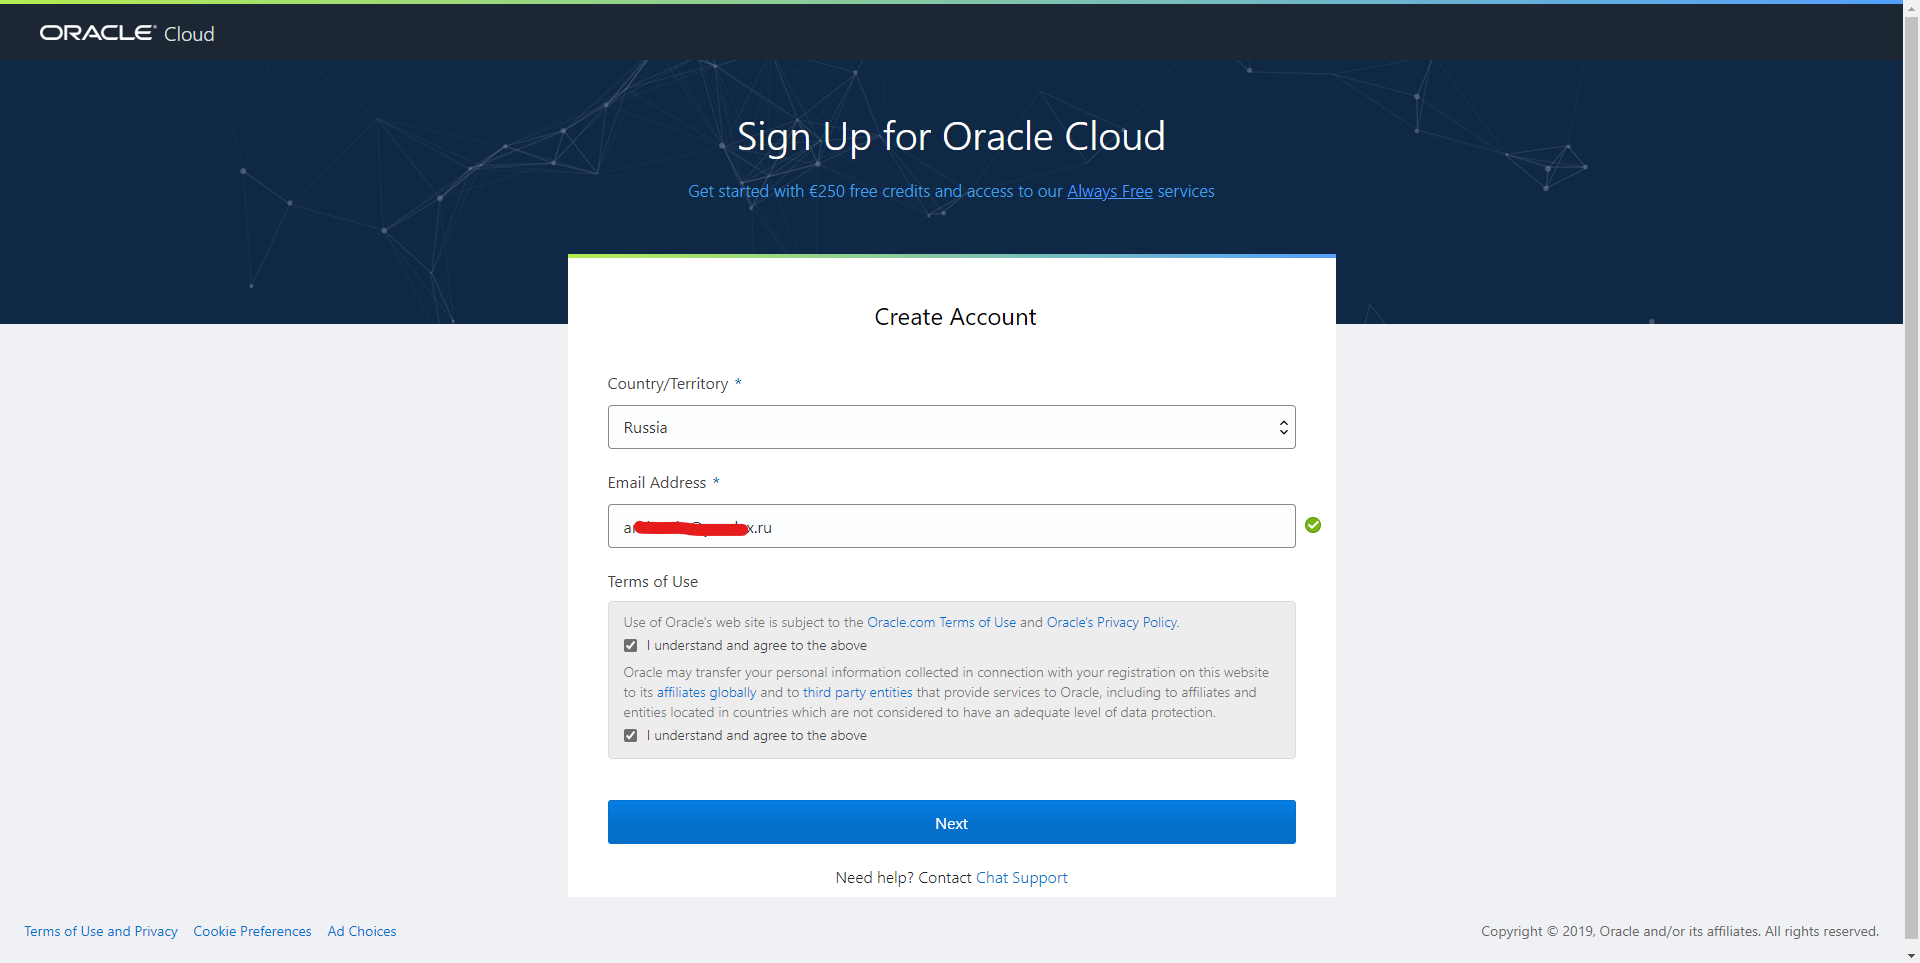 ORACLE Cloud
Sign Up for Oracle Cloud
Get started with €250 free credits and access to our Always Free services
Create Account
Country/Territory *
Russia
Email Address *
.ru
Terms of Use
Use of Oracle's web site is subject to the Oracle.com Terms of Use and Oracle's Privacy Policy.
I understand and agree to the above
Oracle may transfer your personal information collected in connection with your registration on this website
to its affiliates globally and to third party entities that provide services to Oracle, including to affiliates and
entities located in countries which are not considered to have an adequate level of data protection.
I understand and agree to the above
Next
Need help? Contact Chat Support
Terms of Use and Privacy Cookie Preferences Ad Choices
Copyright © 2019, Oracle and/or its affiliates. All rights reserved.